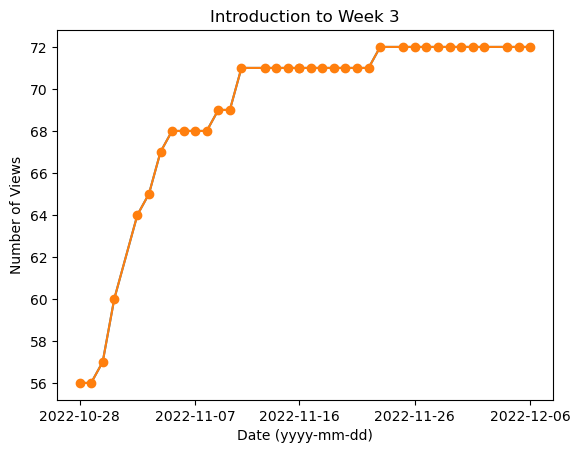 Introduction to Week 3
Number of Views
72
70
68
66
64
62
60
58
56
2022-10-28 2022-11-07 2022-11-16 2022-11-26 2022-12-06
Date (yyyy-mm-dd)